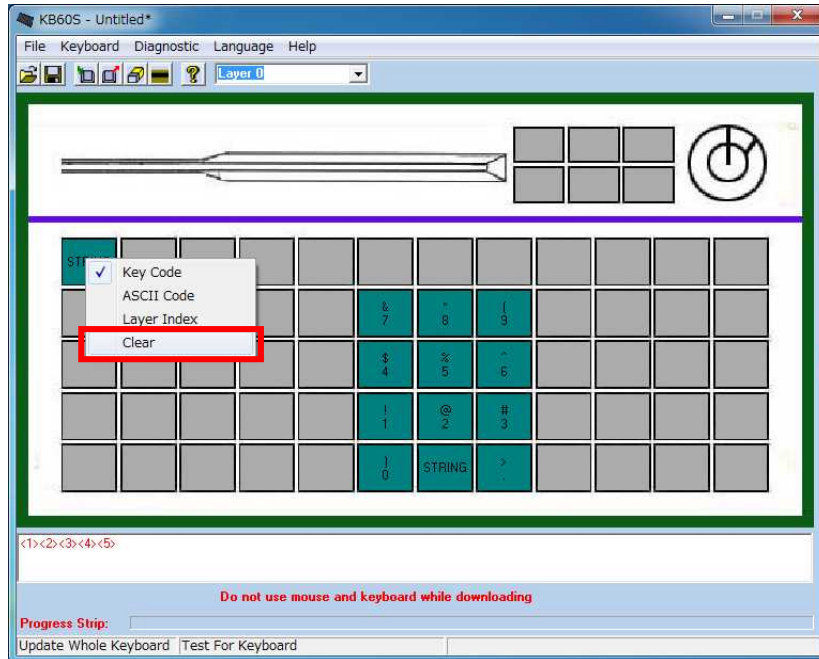 KB60S - Untitled*
File Keyboard Diagnostic Language Help
Layer 0
Key Code
ASCII Code
Layer Index
Clear
& * (
7 8 9
$ % ^
4 5 6
! @ #
1 2 3
) STRING >
0 .
<1><2><3><4><5>
Do not use mouse and keyboard while downloading
Progress Strip:
Update Whole Keyboard Test For Keyboard